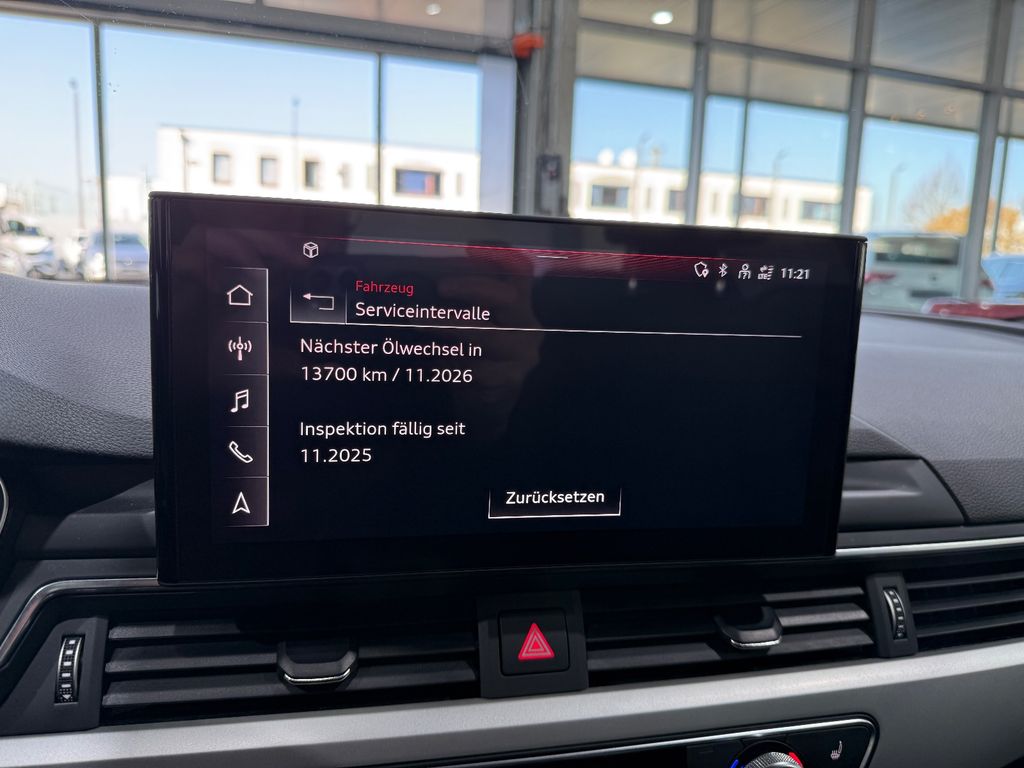 11:21
Fahrzeug
Serviceintervalle
Nächster Ölwechsel in
13700 km / 11.2026
Inspektion fällig seit
11.2025
Zurücksetzen